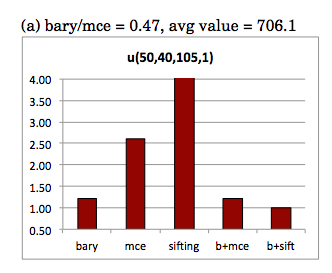 (a) bary/mce = 0.47, avg value = 706.1
u(50,40,105,1)
4.00
3.50
3.00
2.50
2.00
1.50
1.00
0.50
bary mce sifting b+mce b+sift